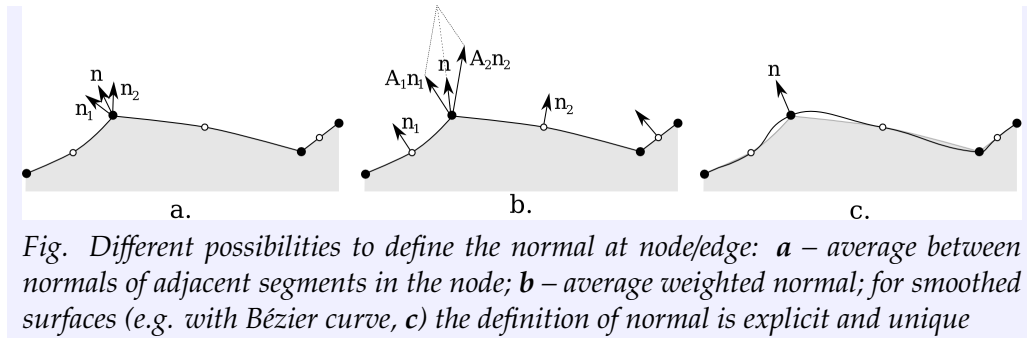 n
n1
n2
a.
A1n1
n
A2n2
n1
n2
b.
n
c.
Fig. Different possibilities to define the normal at node/edge: a – average between
normals of adjacent segments in the node; b – average weighted normal; for smoothed
surfaces (e.g. with Bézier curve, c) the definition of normal is explicit and unique